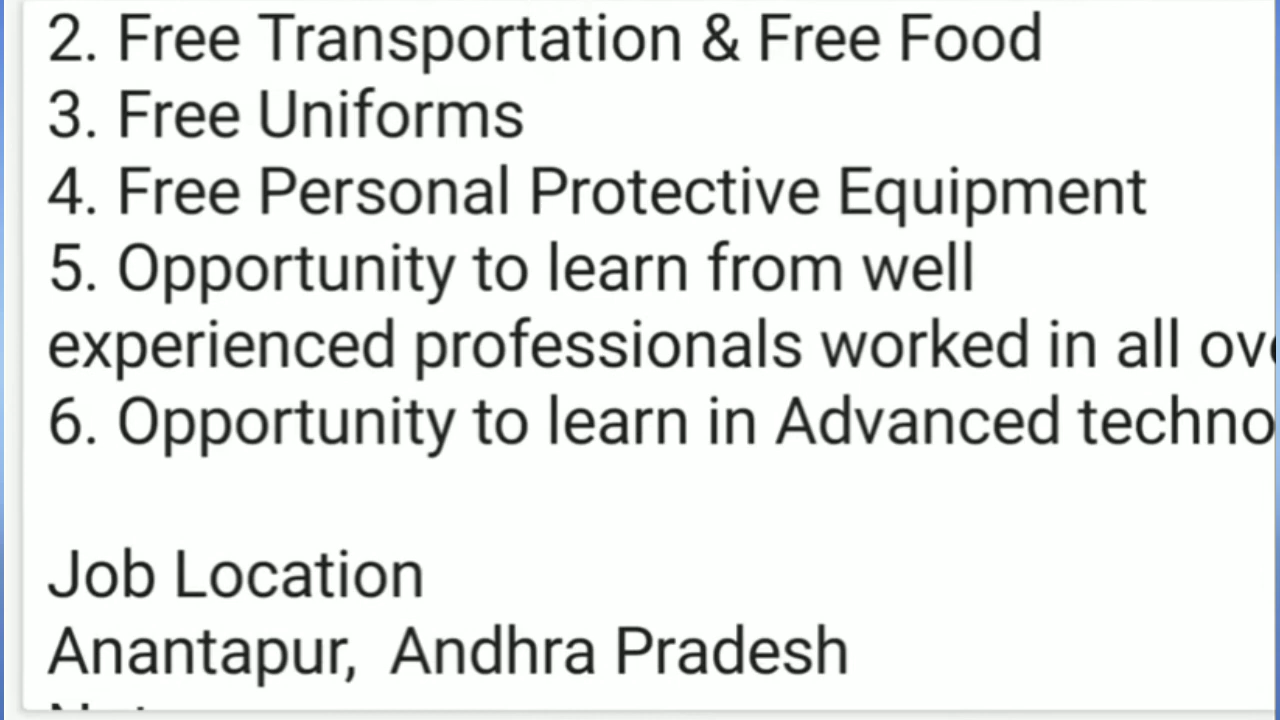 2. Free Transportation & Free Food
3. Free Uniforms
4. Free Personal Protective Equipment
5. Opportunity to learn from well
experienced professionals worked in all
6. Opportunity to learn in Advanced
Job Location
Anantapur, Andhra Pradesh